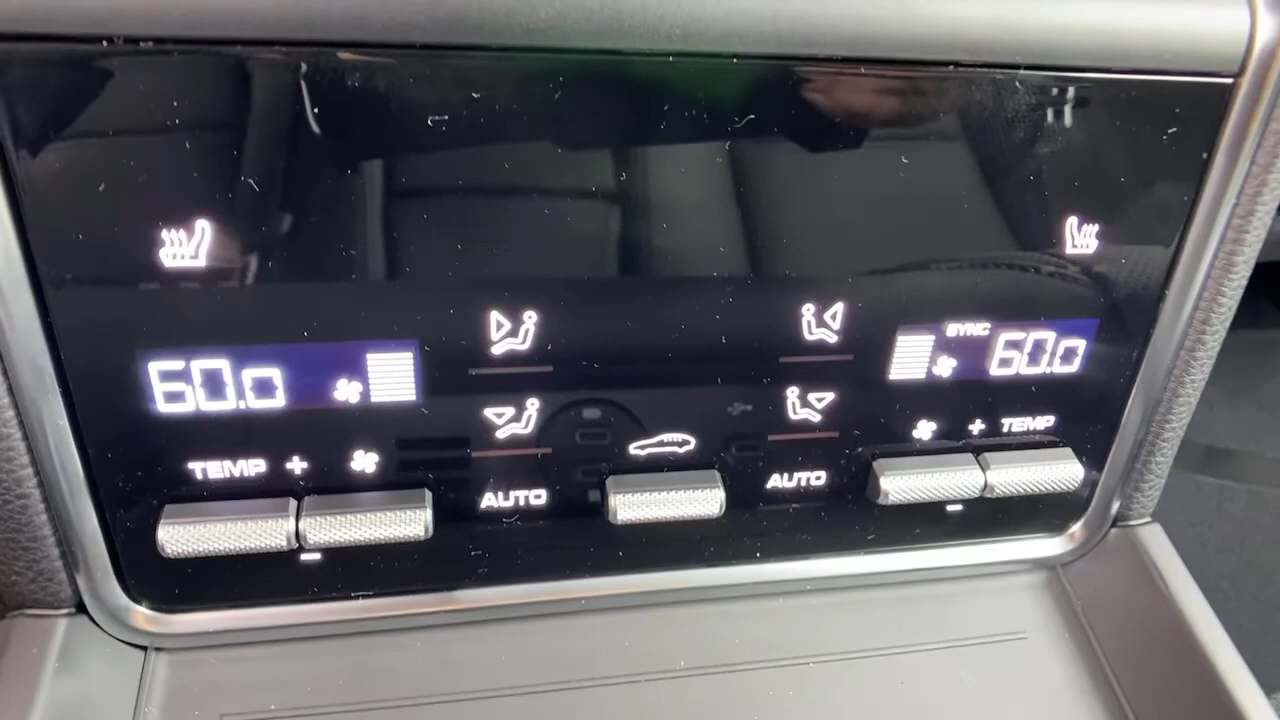 SYNC
60.0
60.0
TEMP + + TEMP
AUTO AUTO
- -